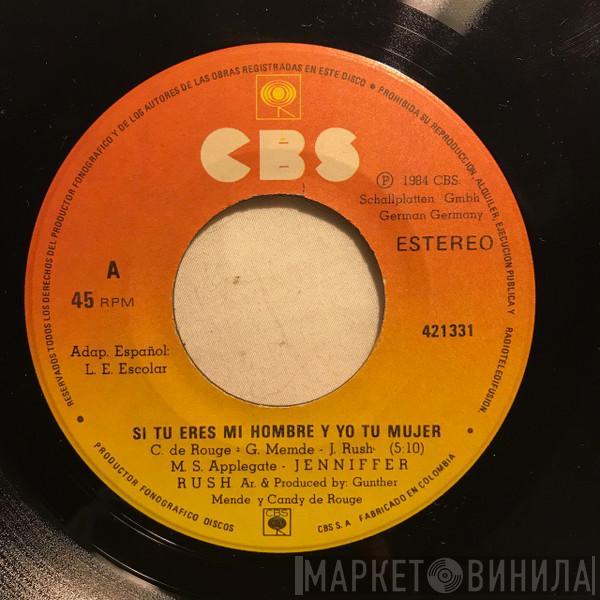 RESERVADOS TODOS LOS DERECHOS DEL PRODUCTOR FONOGRAFICO Y DE LOS AUTORES DE LAS OBRAS REGISTRADAS EN ESTE DISCO • PROHIBIDA SU REPRODUCCION, ALQUILER, EJECUCION PUBLICA Y RADIOTELEDIFUSION.
CBS
Ⓟ 1984 CBS
Schallplatten Gmbh
German Germany
ESTEREO
A
45 RPM
421331
Adap. Español:
L. E. Escolar
SI TU ERES MI HOMBRE Y YO TU MUJER
C. de Rouge - G. Memde - J. Rush (5:10)
M. S. Applegate - JENNIFFER
RUSH Ar. & Produced by: Gunther
Mende y Candy de Rouge
CBS
PRODUCTOR FONOGRAFICO DISCOS CBS S. A FABRICADO EN COLOMBIA
МАРКЕТ ВИНИЛА